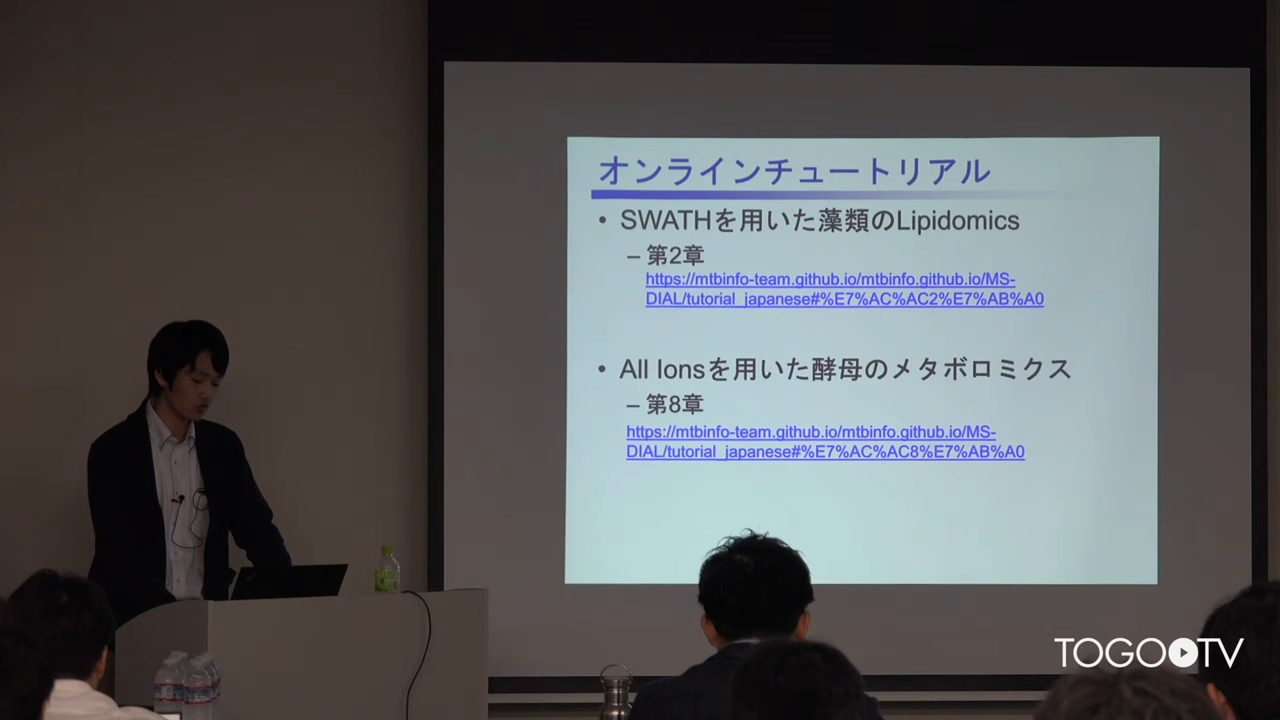 オンラインチュートリアル
• SWATHを用いた藻類のLipidomics
– 第2章
https://mtbinfo-team.github.io/mtbinfo.github.io/MS-
DIAL/tutorial_japanese#%E7%AC%AC2%E7%AB%A0
• All Ionsを用いた酵母のメタボロミクス
– 第8章
https://mtbinfo-team.github.io/mtbinfo.github.io/MS-
DIAL/tutorial_japanese#%E7%AC%AC8%E7%AB%A0
TOGOTV